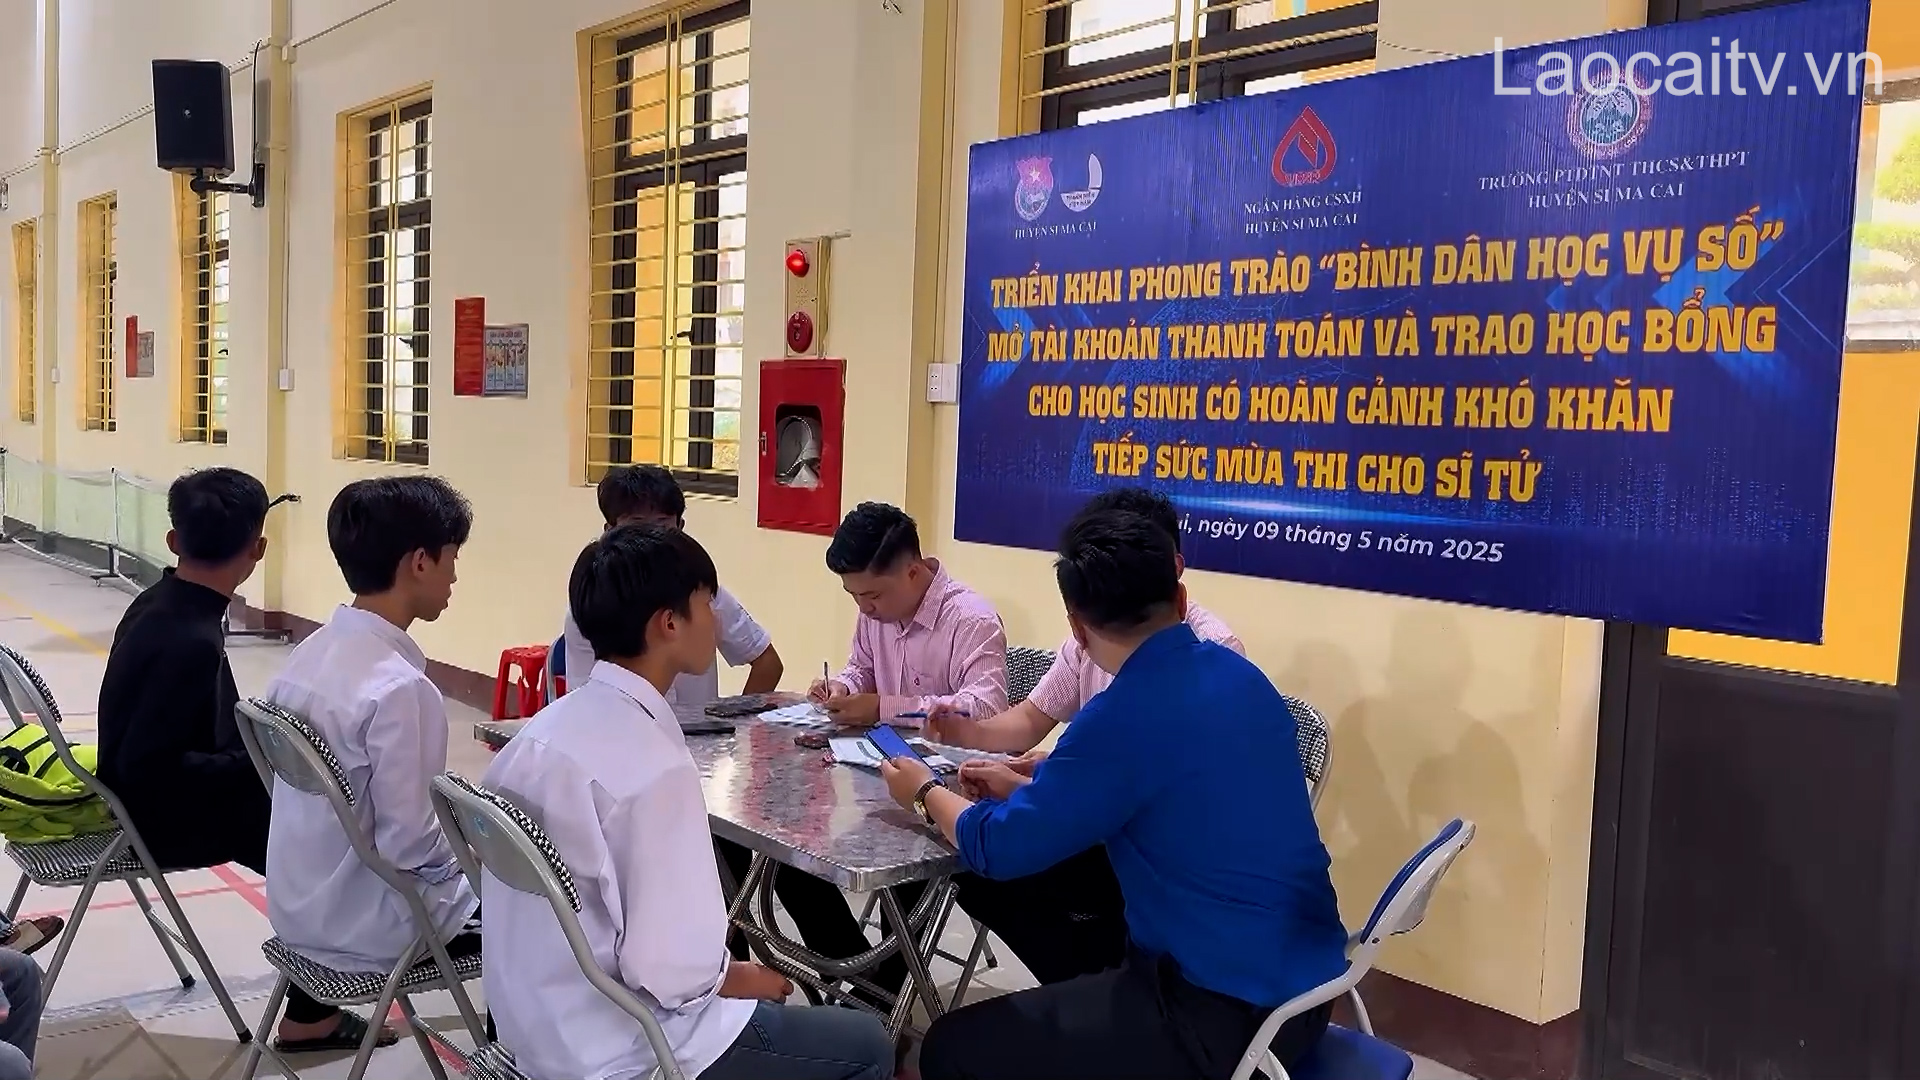 Laocaitv.vn
HUYỆN SI MA CAI
NGÂN HÀNG CSXH
HUYỆN SI MA CAI
TRƯỜNG PTDTNT THCS&THPT
HUYỆN SI MA CAI
TRIỂN KHAI PHONG TRÀO “BÌNH DÂN HỌC VỤ SỐ”
MỞ TÀI KHOẢN THANH TOÁN VÀ TRAO HỌC BỔNG
CHO HỌC SINH CÓ HOÀN CẢNH KHÓ KHĂN
TIẾP SỨC MÙA THI CHO SĨ TỬ
, ngày 09 tháng 5 năm 2025